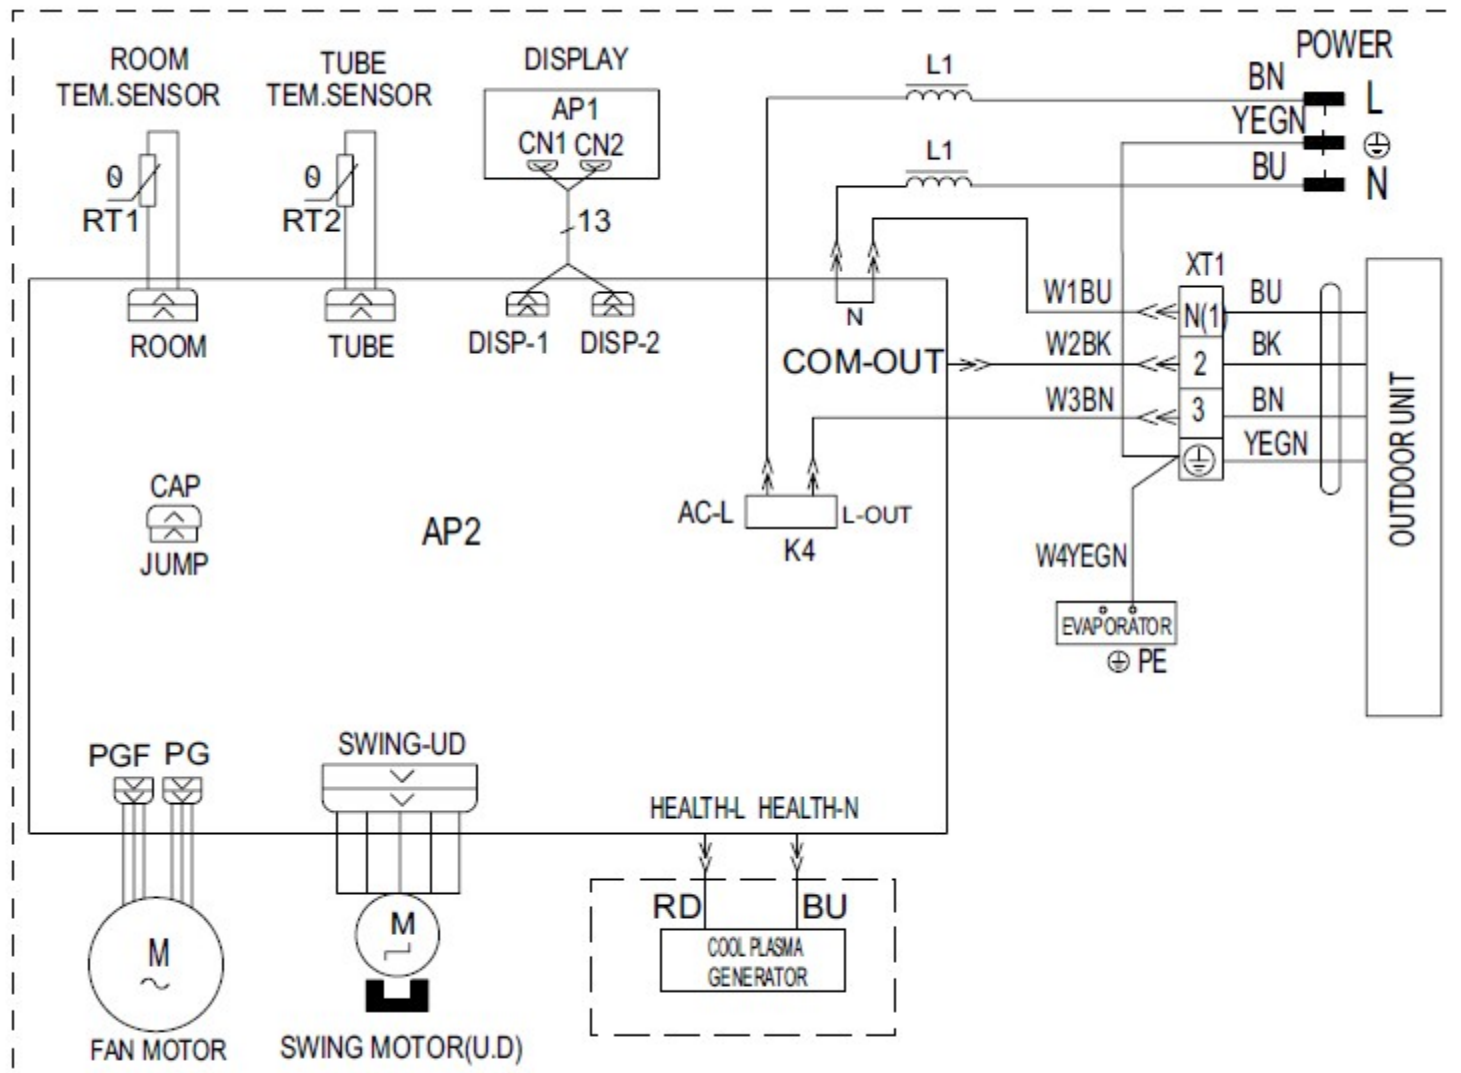 ROOM
TEM.SENSOR
TUBE
TEM.SENSOR
DISPLAY
AP1
CN1 CN2
L1
BN
POWER
L
YEGN
L1
BU
N
θ
RT1
θ
RT2
13
XT1
W1BU
N(1)
BU
N
ROOM
TUBE
DISP-1
DISP-2
COM-OUT
W2BK
2
BK
W3BN
3
BN
YEGN
OUTDOOR UNIT
CAP
JUMP
AP2
AC-L
L-OUT
K4
W4YEGN
EVAPORATOR
PE
PGF PG
SWING-UD
HEALTH-L HEALTH-N
RD
BU
COOL PLASMA
GENERATOR
M
~
FAN MOTOR
M
SWING MOTOR(U.D)